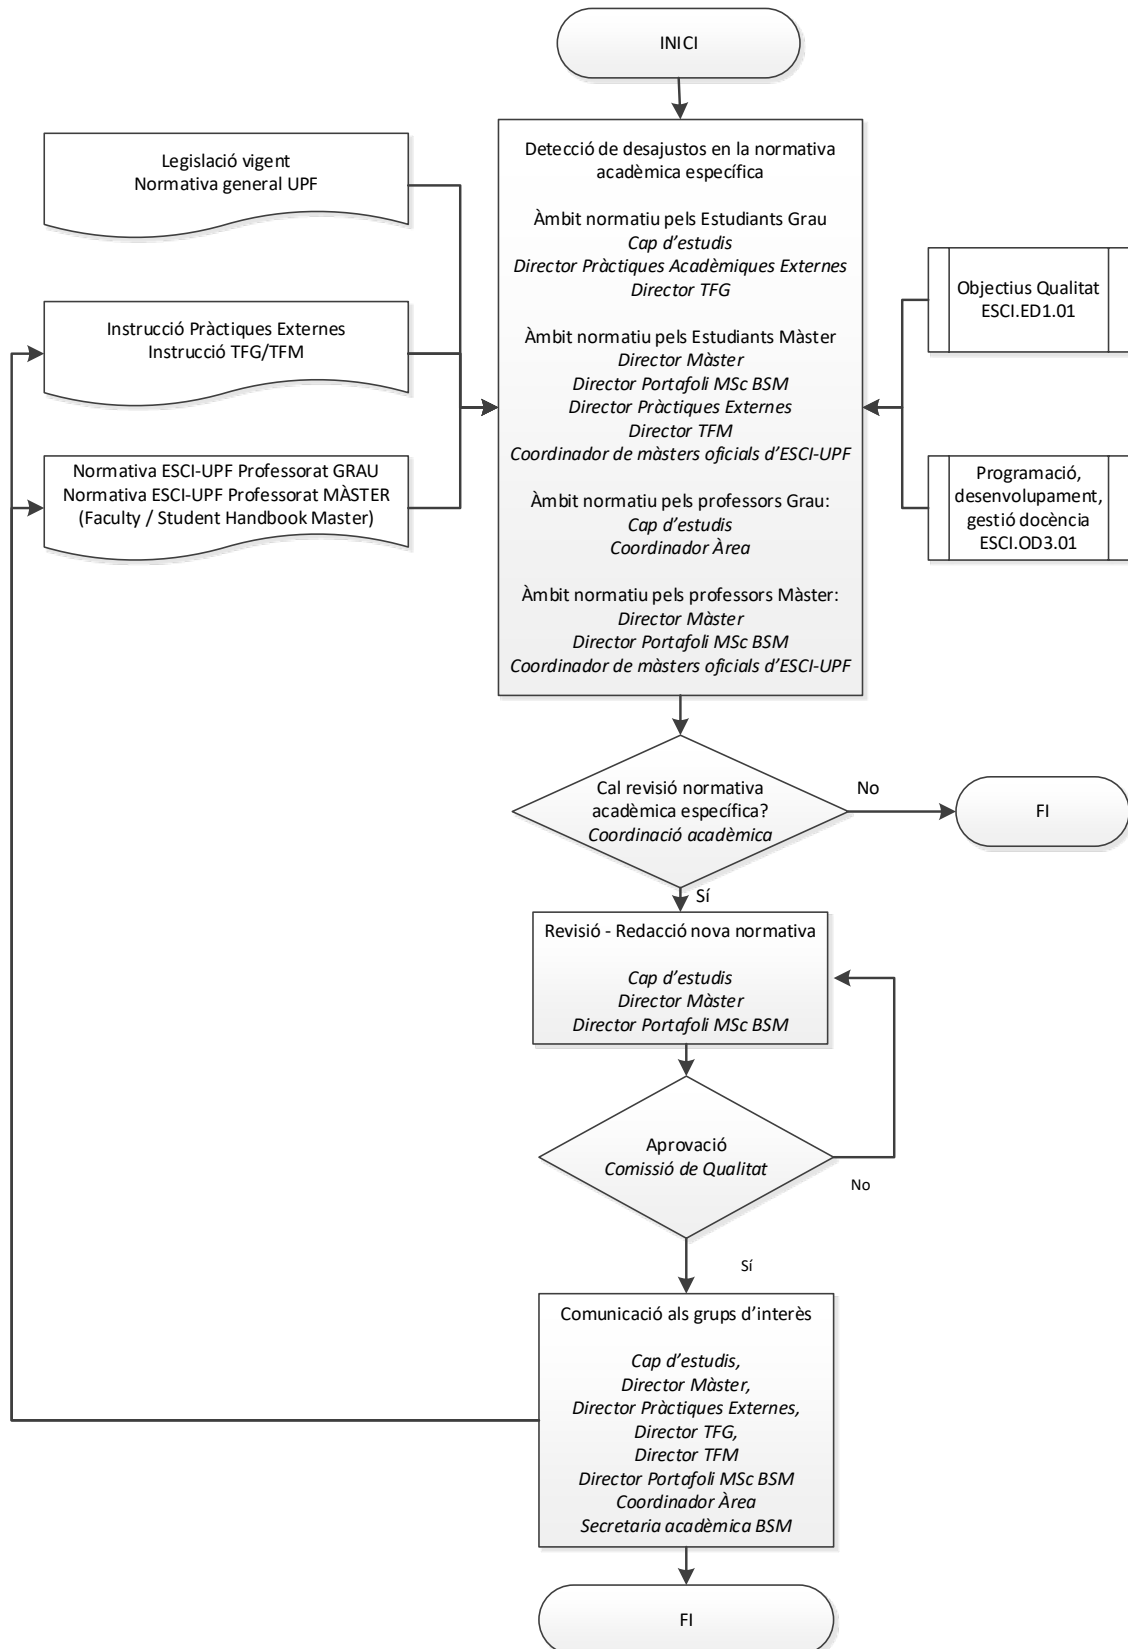 INICI
Legislació vigent
Normativa general UPF
Instrucció Pràctiques Externes
Instrucció TFG/TFM
Normativa ESCI-UPF Professorat GRAU
Normativa ESCI-UPF Professorat MÀSTER
(Faculty / Student Handbook Master)
Detecció de desajustos en la normativa
acadèmica específica
Àmbit normatiu pels Estudiants Grau
Cap d’estudis
Director Pràctiques Acadèmiques Externes
Director TFG
Àmbit normatiu pels Estudiants Màster
Director Màster
Director Portafoli MSc BSM
Director Pràctiques Externes
Director TFM
Coordinador de màsters oficials d’ESCI-UPF
Àmbit normatiu pels professors Grau:
Cap d’estudis
Coordinador Àrea
Àmbit normatiu pels professors Màster:
Director Màster
Director Portafoli MSc BSM
Coordinador de màsters oficials d’ESCI-UPF
Objectius Qualitat
ESCI.ED1.01
Programació,
desenvolupament,
gestió docència
ESCI.OD3.01
Cal revisió normativa
acadèmica específica?
Coordinació acadèmica
No
FI
Sí
Revisió - Redacció nova normativa
Cap d’estudis
Director Màster
Director Portafoli MSc BSM
Aprovació
Comissió de Qualitat
No
Sí
Comunicació als grups d’interès
Cap d’estudis,
Director Màster,
Director Pràctiques Externes,
Director TFG,
Director TFM
Director Portafoli MSc BSM
Coordinador Àrea
Secretaria acadèmica BSM
FI